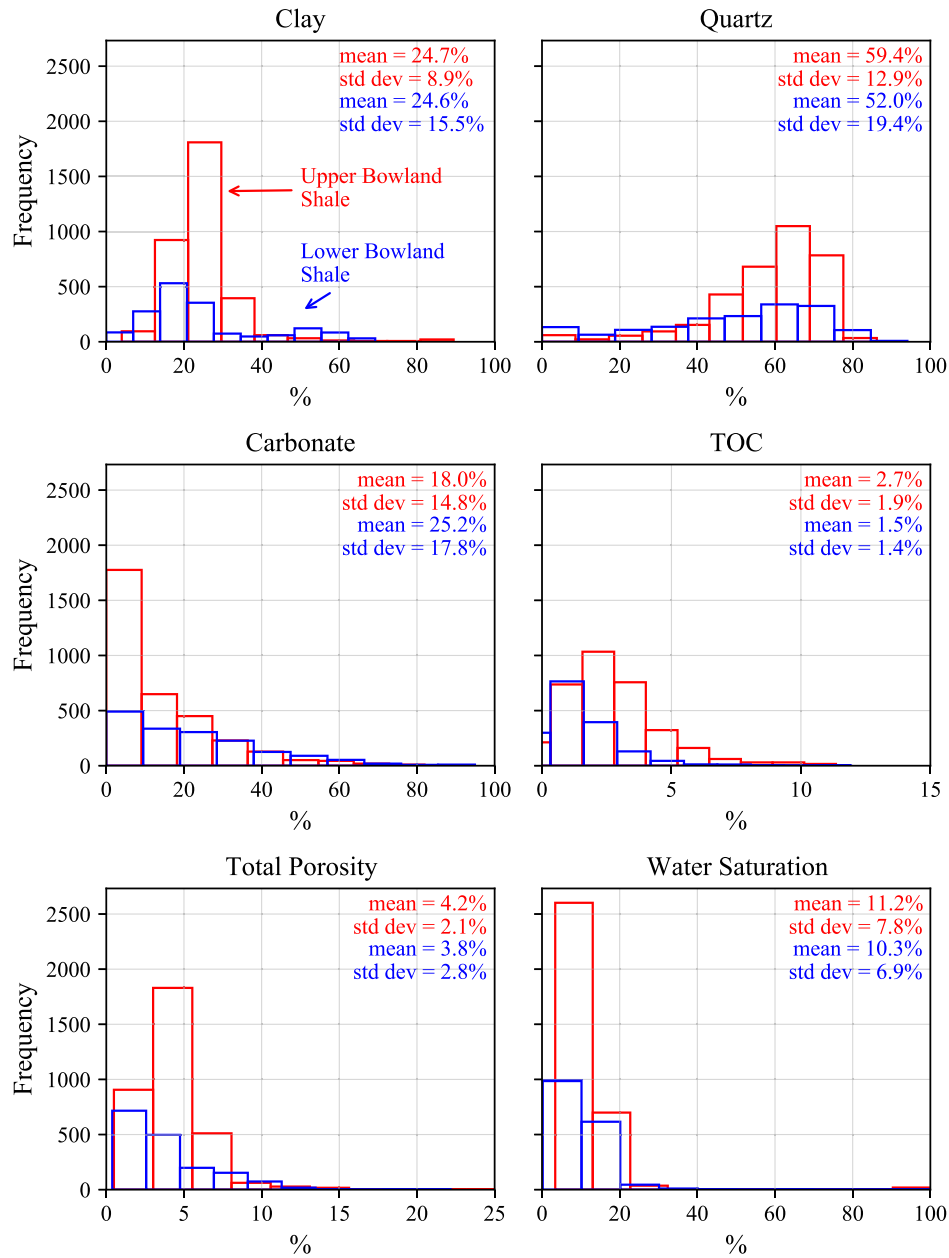 Clay
mean = 24.7%
std dev = 8.9%
mean = 24.6%
std dev = 15.5%
Upper Bowland
Shale
Lower Bowland
Shale
Frequency
2500
2000
1500
1000
500
0
0 20 40 60 80 100
%
Quartz
mean = 59.4%
std dev = 12.9%
mean = 52.0%
std dev = 19.4%
0 20 40 60 80 100
%
Carbonate
mean = 18.0%
std dev = 14.8%
mean = 25.2%
std dev = 17.8%
Frequency
2500
2000
1500
1000
500
0
0 20 40 60 80 100
%
TOC
mean = 2.7%
std dev = 1.9%
mean = 1.5%
std dev = 1.4%
0 5 10 15
%
Total Porosity
mean = 4.2%
std dev = 2.1%
mean = 3.8%
std dev = 2.8%
Frequency
2500
2000
1500
1000
500
0
0 5 10 15 20 25
%
Water Saturation
mean = 11.2%
std dev = 7.8%
mean = 10.3%
std dev = 6.9%
0 20 40 60 80 100
%